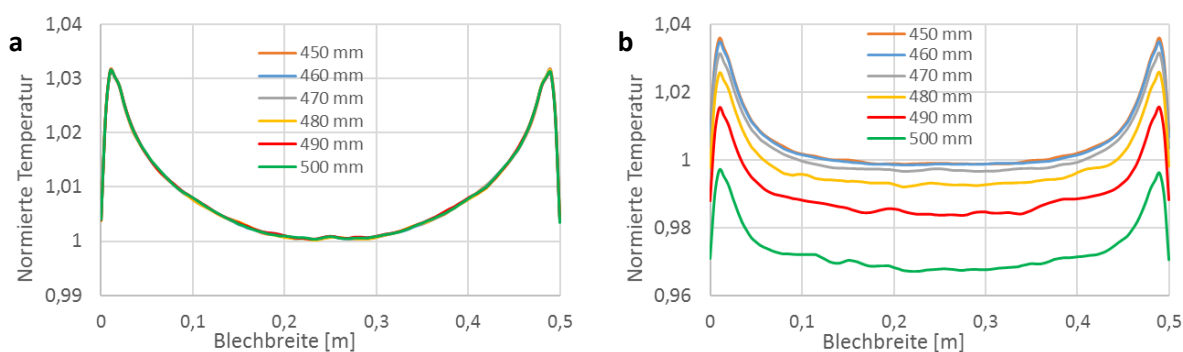 a
Normierte Temperatur
1,04
1,03
1,02
1,01
1
0,99
450 mm
460 mm
470 mm
480 mm
490 mm
500 mm
0
0,1
0,2
0,3
0,4
0,5
Blechbreite [m]
b
Normierte Temperatur
1,04
1,02
1
0,98
0,96
450 mm
460 mm
470 mm
480 mm
490 mm
500 mm
0
0,1
0,2
0,3
0,4
0,5
Blechbreite [m]